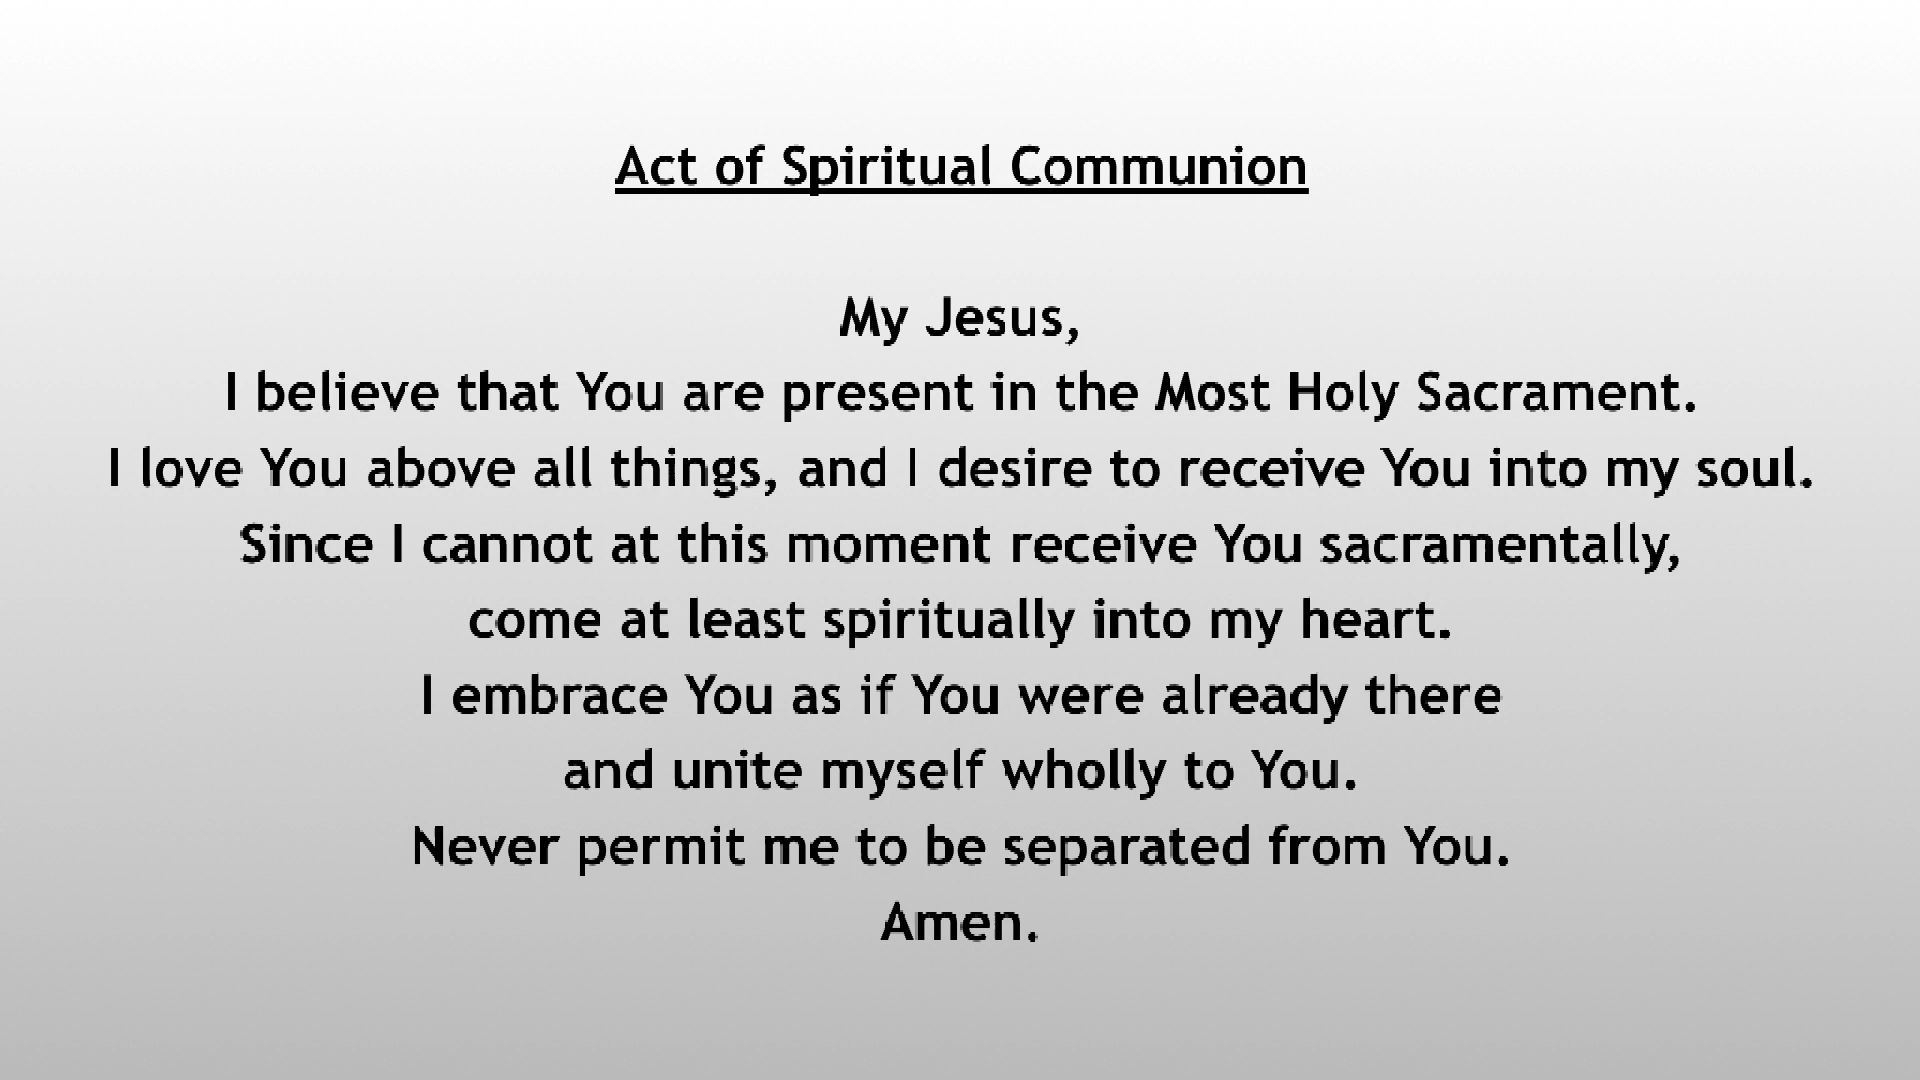 Act of Spiritual Communion
My Jesus,
I believe that You are present in the Most Holy Sacrament.
I love You above all things, and I desire to receive You into my soul.
Since I cannot at this moment receive You sacramentally,
come at least spiritually into my heart.
I embrace You as if You were already there
and unite myself wholly to You.
Never permit me to be separated from You.
Amen.